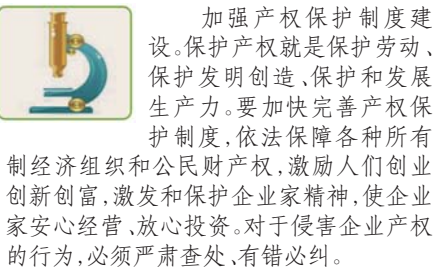 加强产权保护制度建
设。保护产权就是保护劳动、
保护发明创造、保护和发展
生产力。要加快完善产权保
护制度,依法保障各种所有
制经济组织和公民财产权,激励人们创业
创新创富,激发和保护企业家精神,使企业
家安心经营、放心投资。对于侵害企业产权
的行为,必须严肃查处、有错必纠。